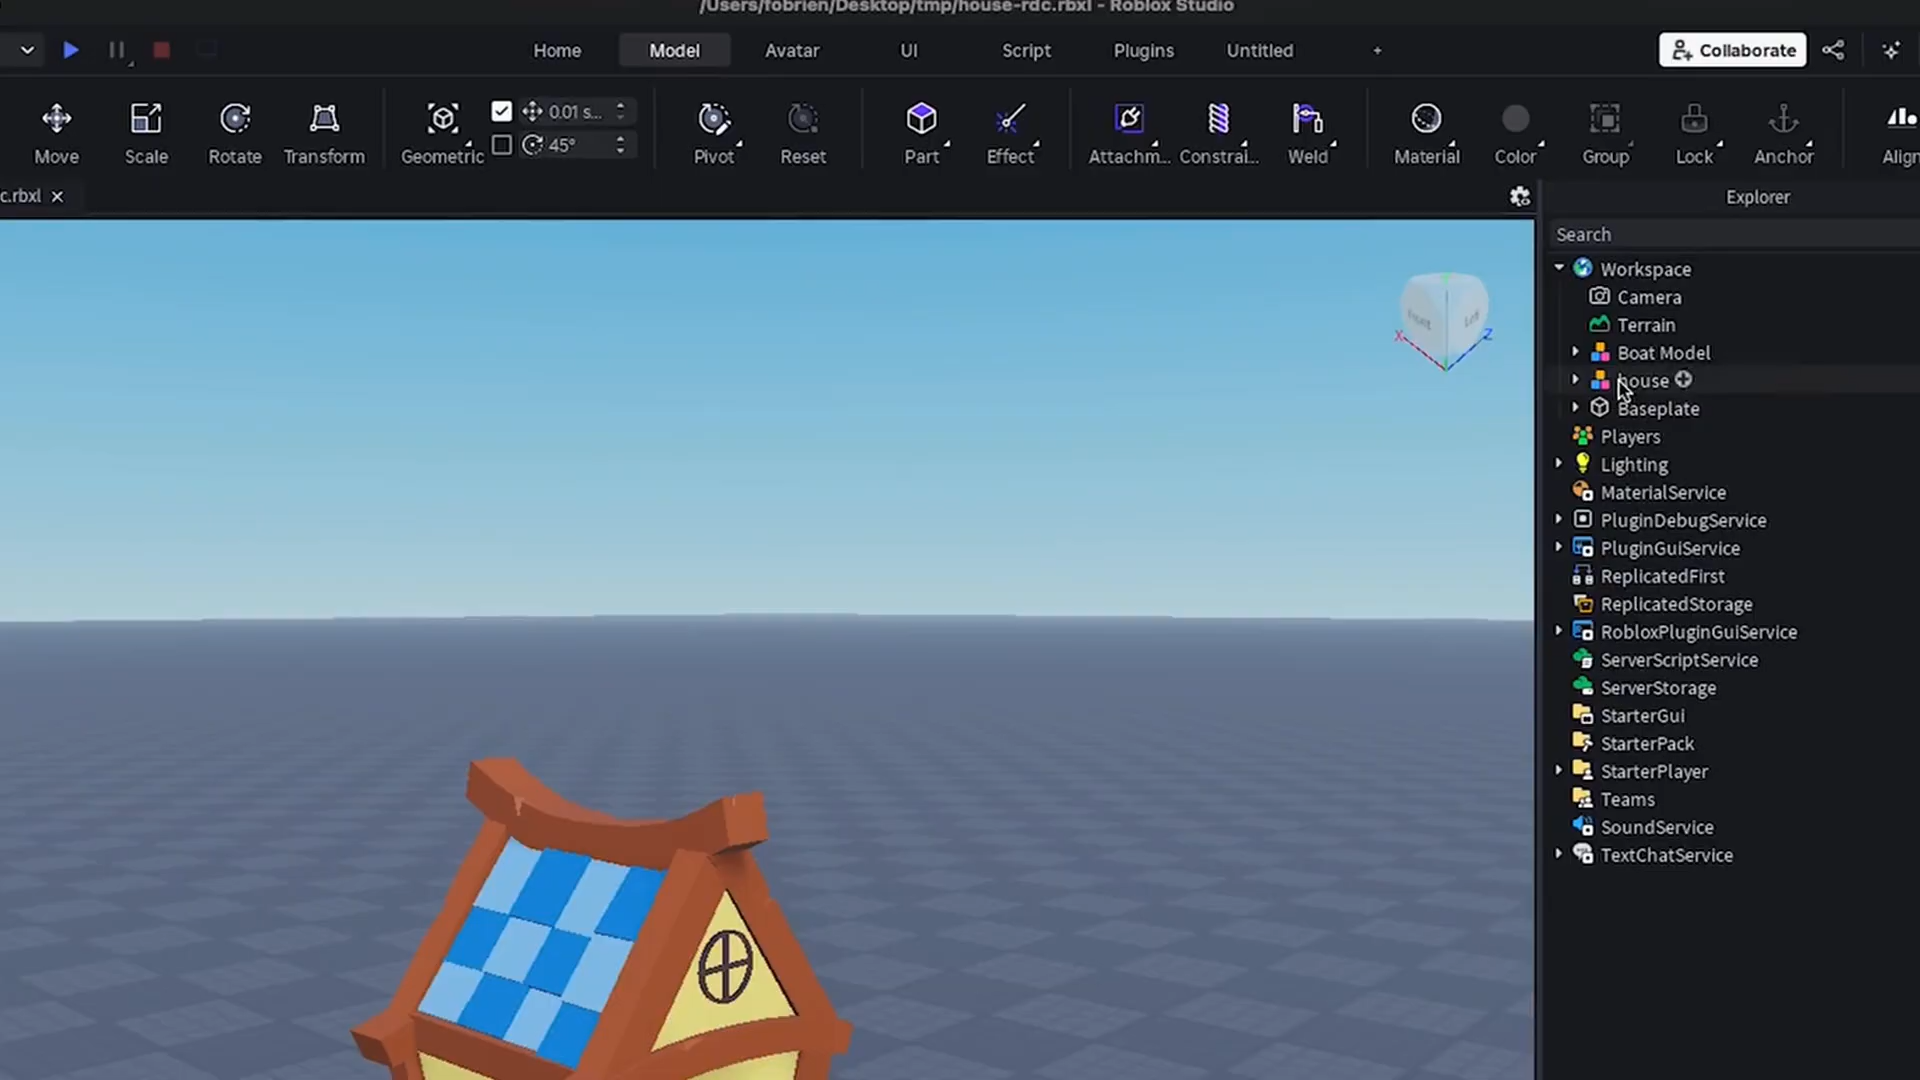 /Users/fobrien/Desktop/tmp/house-rdc.rbxl - Roblox Studio
Home
Model
Avatar
UI
Script
Plugins
Untitled
+
Collaborate
Move
Scale
Rotate
Transform
Geometric
0.01 s...
45°
Pivot
Reset
Part
Effect
Attachm...
Constrai...
Weld
Material
Color
Group
Lock
Anchor
Align
c.rbxl
Explorer
Search
Workspace
Camera
Terrain
Boat Model
house
Baseplate
Players
Lighting
MaterialService
PluginDebugService
PluginGuiService
ReplicatedFirst
ReplicatedStorage
RobloxPluginGuiService
ServerScriptService
ServerStorage
StarterGui
StarterPack
StarterPlayer
Teams
SoundService
TextChatService
Front
Left
X
Z